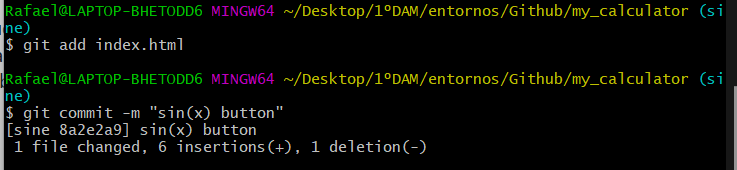 Rafael@LAPTOP-BHETODD6 MINGW64 ~/Desktop/1ºDAM/entornos/Github/my_calculator (si
ne)
$ git add index.html
Rafael@LAPTOP-BHETODD6 MINGW64 ~/Desktop/1ºDAM/entornos/Github/my_calculator (si
ne)
$ git commit -m "sin(x) button"
[sine 8a2e2a9] sin(x) button
 1 file changed, 6 insertions(+), 1 deletion(-)